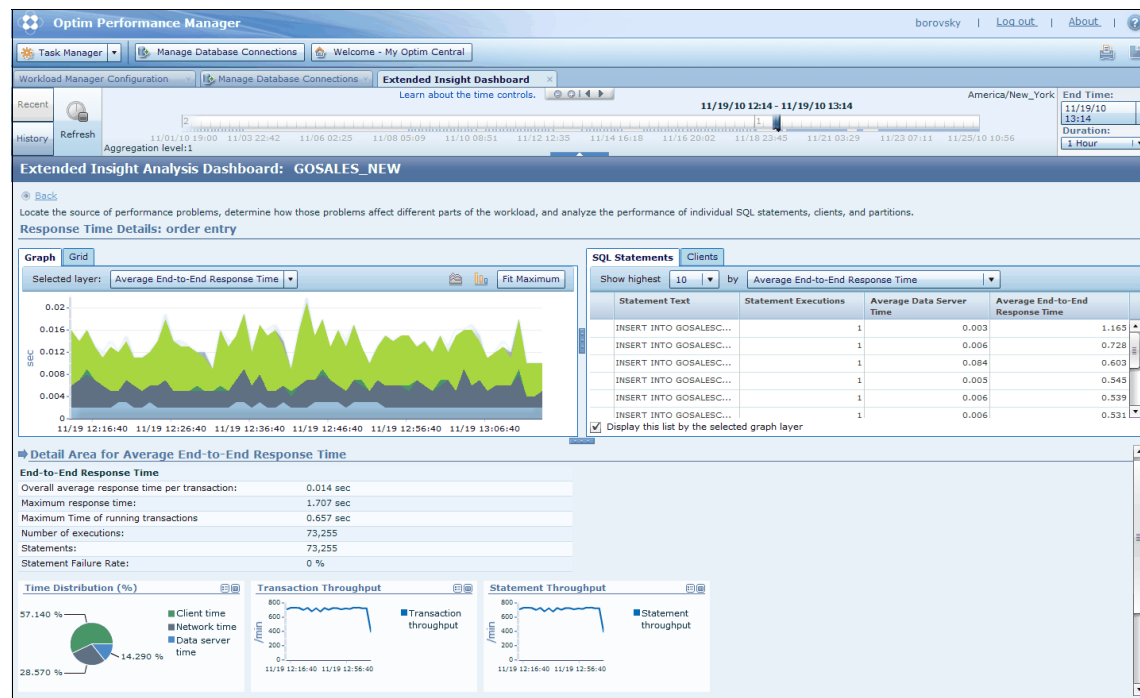 Optim Performance Manager
borovsky | Log out | About | ?
Task Manager Manage Database Connections Welcome - My Optim Central
Workload Manager Configuration Manage Database Connections Extended Insight Dashboard ×
Recent
History
Refresh
Learn about the time controls.
11/19/10 12:14 - 11/19/10 13:14
America/New_York
End Time:
11/19/10
13:14
Duration:
1 Hour
2 1
11/01/10 19:00 11/03 22:42 11/06 02:25 11/08 05:09 11/10 08:51 11/12 12:35 11/14 16:18 11/16 20:02 11/18 23:45 11/21 03:29 11/23 07:11 11/25/10 10:56
Aggregation level:1
Extended Insight Analysis Dashboard: GOSALES_NEW
Back
Locate the source of performance problems, determine how those problems affect different parts of the workload, and analyze the performance of individual SQL statements, clients, and partitions.
Response Time Details: order entry
Graph Grid
Selected layer: Average End-to-End Response Time Fit Maximum
0.02
0.016
0.012
0.008
0.004
0
sec
11/19 12:16:40 11/19 12:26:40 11/19 12:36:40 11/19 12:46:40 11/19 12:56:40 11/19 13:06:40
SQL Statements Clients
Show highest 10 by Average End-to-End Response Time
Statement Text Statement Executions Average Data Server Time Average End-to-End Response Time
INSERT INTO GOSALESC... 1 0.003 1.165
INSERT INTO GOSALESC... 1 0.006 0.728
INSERT INTO GOSALESC... 1 0.084 0.603
INSERT INTO GOSALESC... 1 0.005 0.545
INSERT INTO GOSALESC... 1 0.006 0.539
INSERT INTO GOSALESC... 1 0.006 0.531
Display this list by the selected graph layer
Detail Area for Average End-to-End Response Time
End-to-End Response Time
Overall average response time per transaction: 0.014 sec
Maximum response time: 1.707 sec
Maximum Time of running transactions 0.657 sec
Number of executions: 73,255
Statements: 73,255
Statement Failure Rate: 0 %
Time Distribution (%)
57.140 %
14.290 %
28.570 %
Client time
Network time
Data server time
Transaction Throughput
800
600
400
200
0
/min
11/19 12:16:40 11/19 12:56:40
Transaction throughput
Statement Throughput
800
600
400
200
0
/min
11/19 12:16:40 11/19 12:56:40
Statement throughput